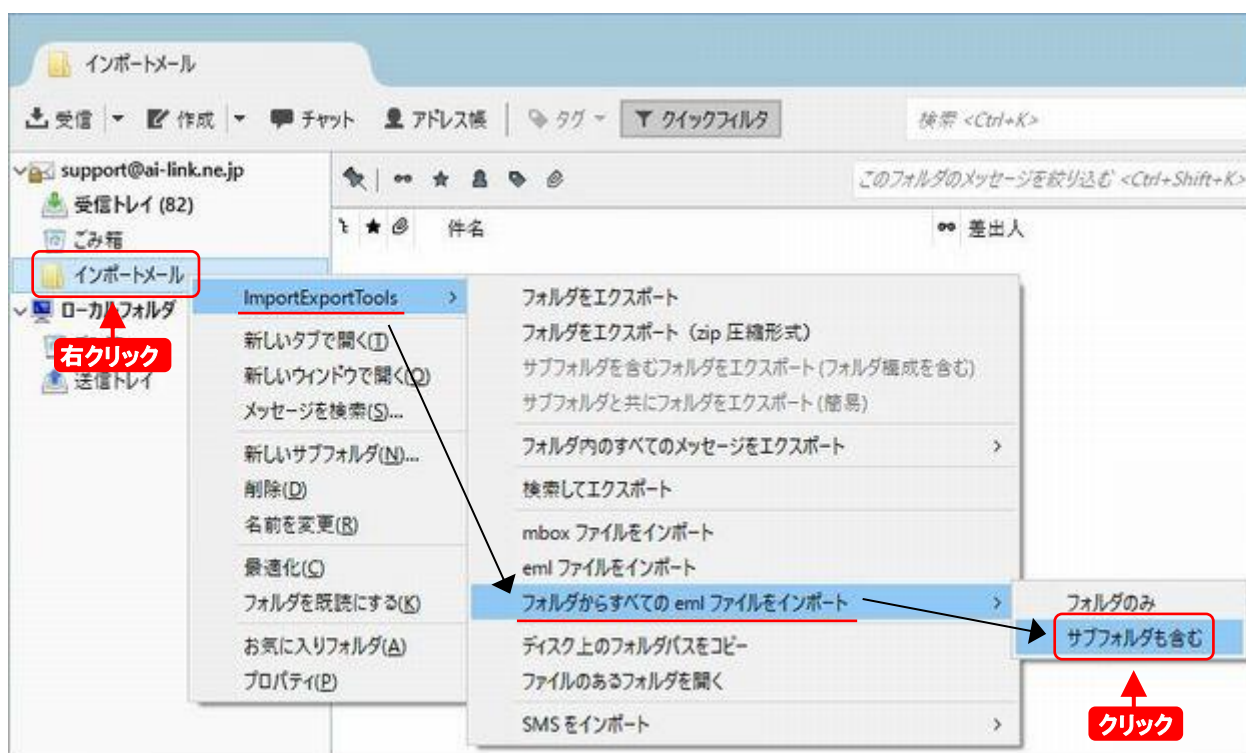 インポートメール
受信 作成 チャット アドレス帳 タグ クイックフィルタ 検索 <Ctrl+K>
support@ai-link.ne.jp
このフォルダのメッセージを絞り込む <Ctrl+Shift+K>
受信トレイ (82)
件名 差出人
ごみ箱
インポートメール
ローカルフォルダ
右クリック
送信トレイ
ImportExportTools
新しいタブで開く(T)
新しいウィンドウで開く(O)
メッセージを検索(S)...
新しいサブフォルダ(N)...
削除(D)
名前を変更(R)
最適化(C)
フォルダを既読にする(K)
お気に入りフォルダ(A)
プロパティ(P)
フォルダをエクスポート
フォルダをエクスポート（zip 圧縮形式）
サブフォルダを含むフォルダをエクスポート(フォルダ構成を含む)
サブフォルダと共にフォルダをエクスポート(簡易)
フォルダ内のすべてのメッセージをエクスポート
検索してエクスポート
mbox ファイルをインポート
eml ファイルをインポート
フォルダからすべての eml ファイルをインポート
ディスク上のフォルダパスをコピー
ファイルのあるフォルダを開く
SMS をインポート
フォルダのみ
サブフォルダも含む
クリック